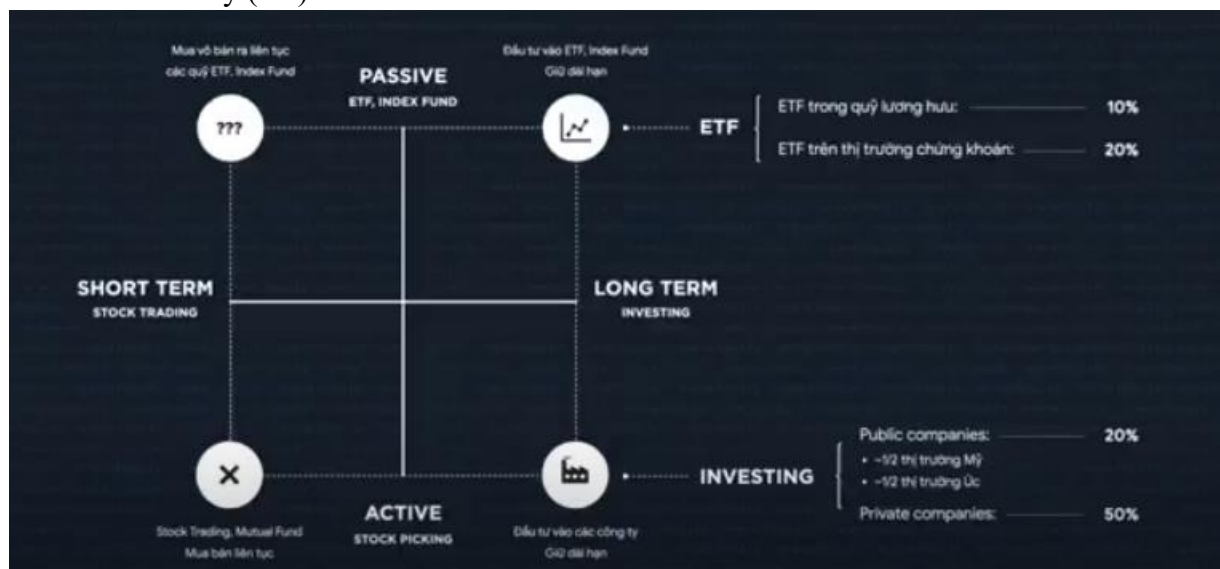 Mua vô bán ra liên tục
các quỹ ETF, Index Fund
PASSIVE
ETF, INDEX FUND
Đầu tư vào ETF, Index Fund
Giữ dài hạn
???
ETF
ETF trong quỹ lương hưu:
10%
ETF trên thị trường chứng khoán:
20%
SHORT TERM
STOCK TRADING
LONG TERM
INVESTING
INVESTING
Public companies:
20%
• ~1/2 thị trường Mỹ
• ~1/2 thị trường Úc
Private companies:
50%
ACTIVE
STOCK PICKING
Stock Trading, Mutual Fund
Mua bán liên tục
Đầu tư vào các công ty
Giữ dài hạn